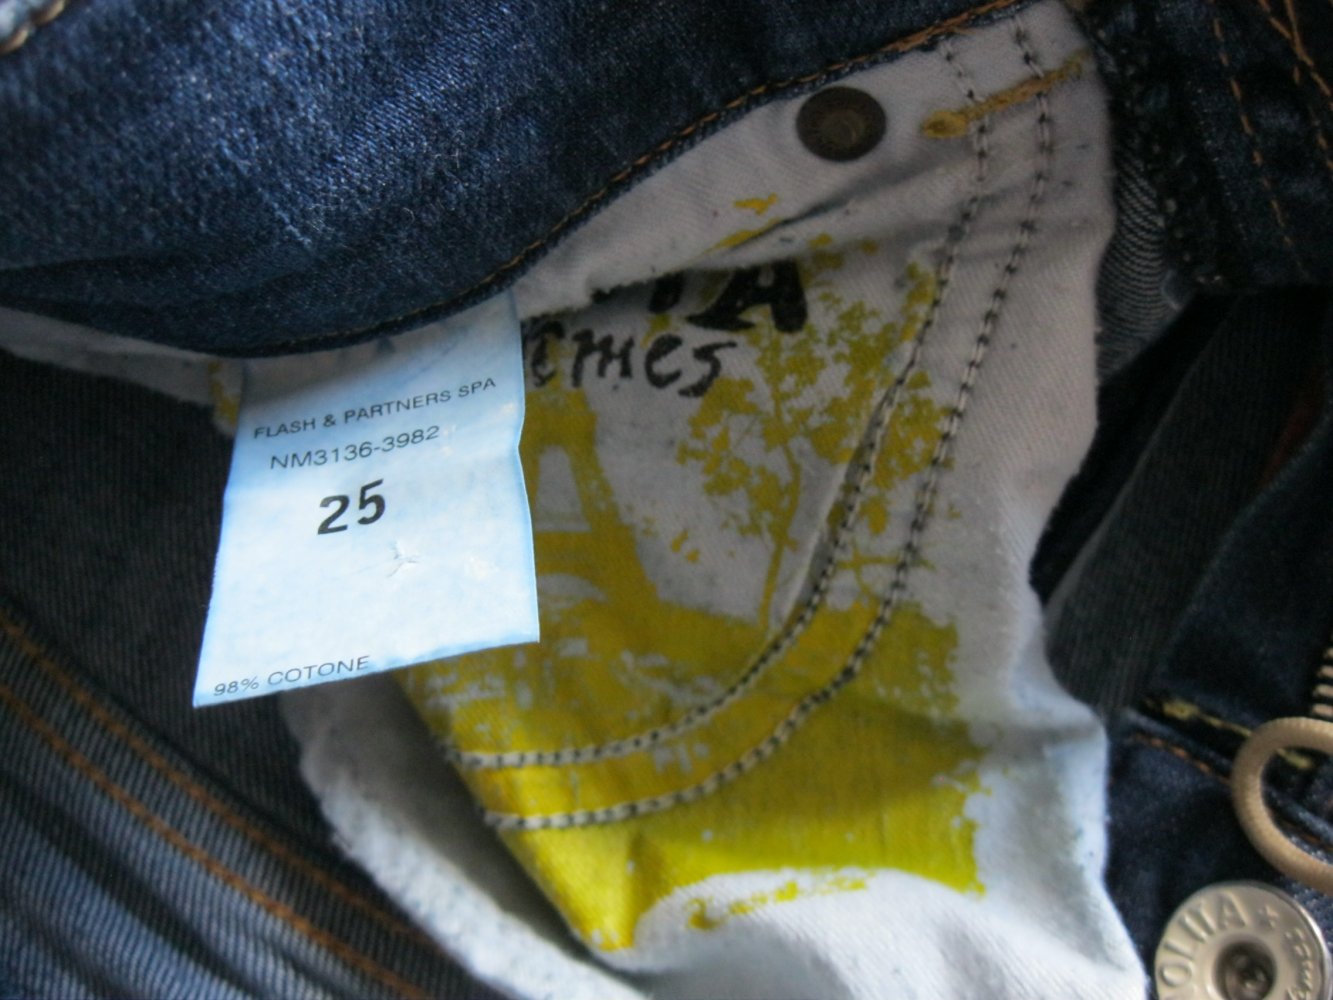 FLASH & PARTNERS SPA
NM3136-3982
25
98% COTONE